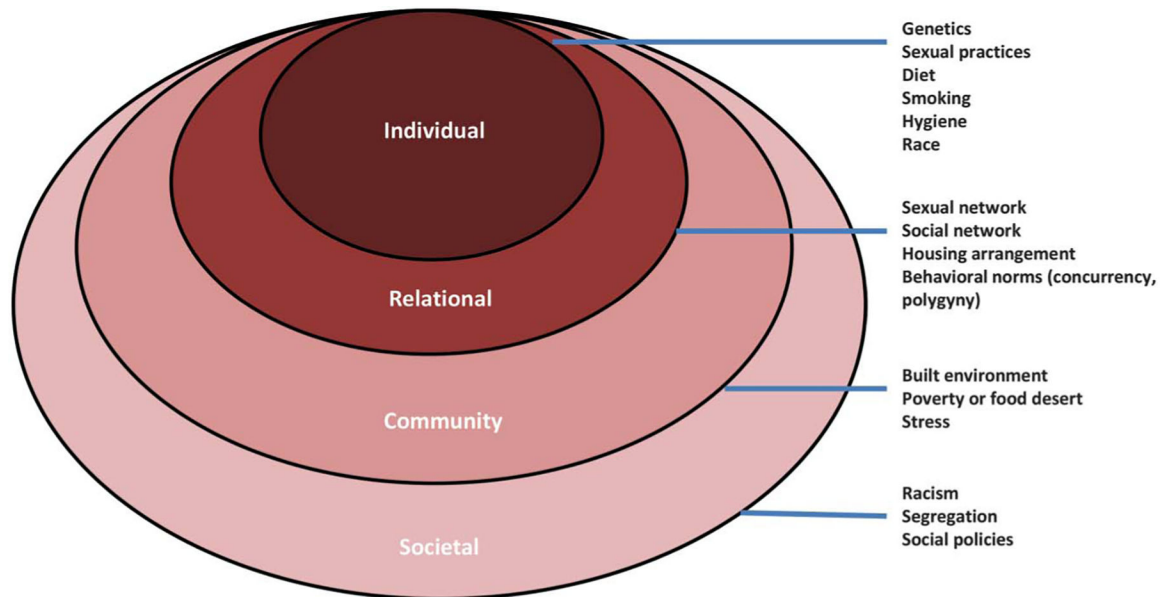 Individual
Relational
Community
Societal
Genetics
Sexual practices
Diet
Smoking
Hygiene
Race
Sexual network
Social network
Housing arrangement
Behavioral norms (concurrency,
polygyny)
Built environment
Poverty or food desert
Stress
Racism
Segregation
Social policies